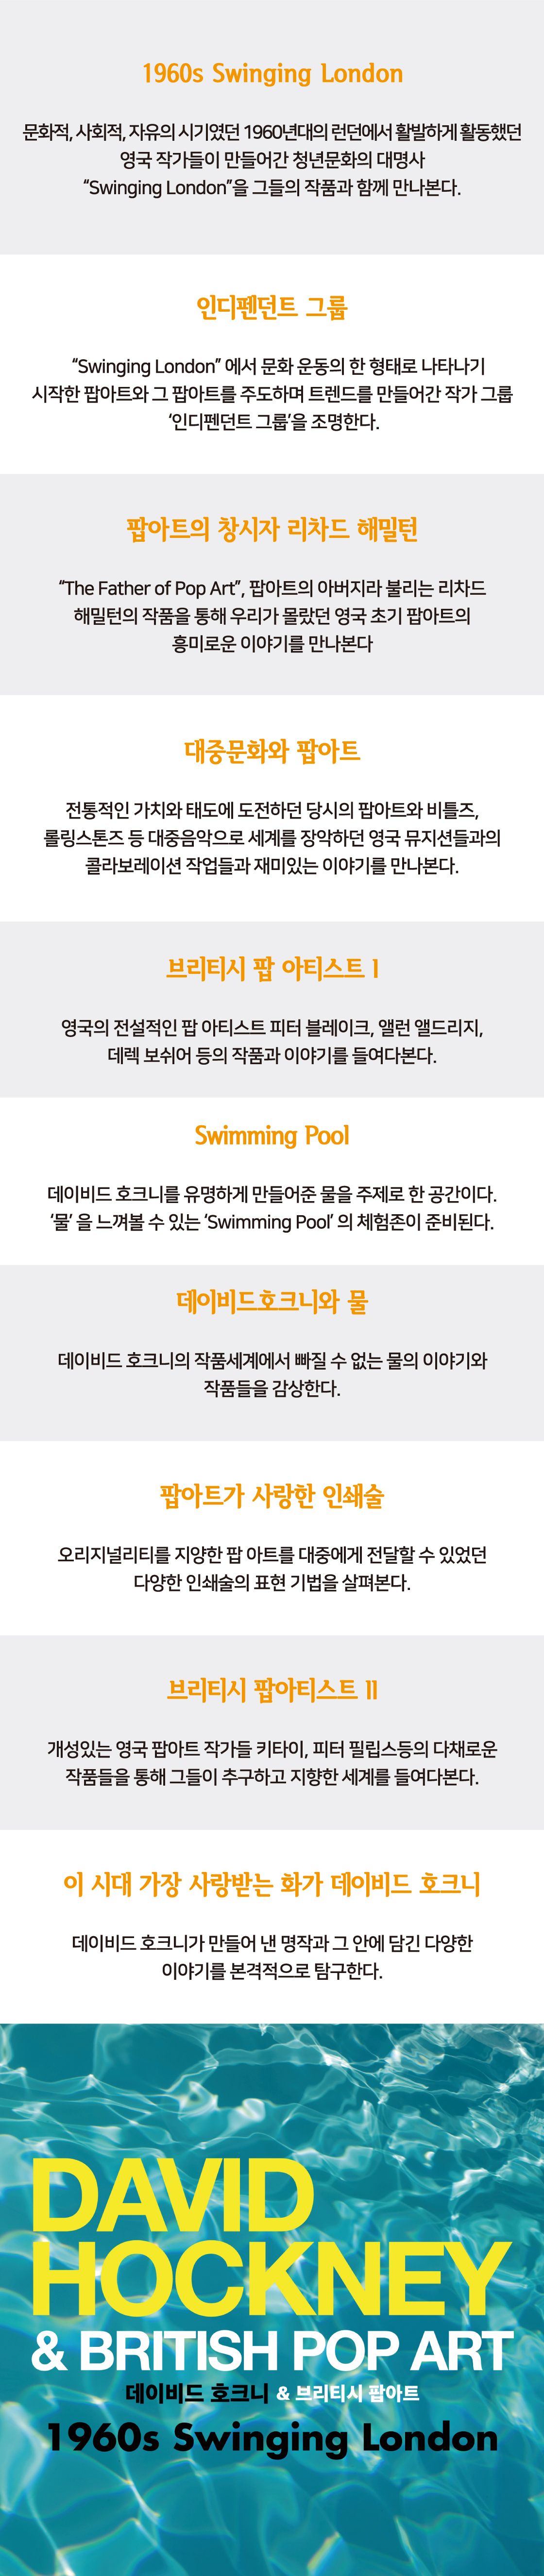 1960s Swinging London
문화적, 사회적, 자유의 시기였던 1960년대의 런던에서 활발하게 활동했던
영국 작가들이 만들어간 청년문화의 대명사
“Swinging London”을 그들의 작품과 함께 만나본다.
인디펜던트 그룹
“Swinging London” 에서 문화 운동의 한 형태로 나타나기
시작한 팝아트와 그 팝아트를 주도하며 트렌드를 만들어간 작가 그룹
‘인디펜던트 그룹’을 조명한다.
팝아트의 창시자 리차드 해밀턴
“The Father of Pop Art”, 팝아트의 아버지라 불리는 리차드
해밀턴의 작품을 통해 우리가 몰랐던 영국 초기 팝아트의
흥미로운 이야기를 만나본다
대중문화와 팝아트
전통적인 가치와 태도에 도전하던 당시의 팝아트와 비틀즈,
롤링스톤즈 등 대중음악으로 세계를 장악하던 영국 뮤지션들과의
콜라보레이션 작업들과 재미있는 이야기를 만나본다.
브리티시 팝 아티스트 I
영국의 전설적인 팝 아티스트 피터 블레이크, 앨런 앨드리지,
데렉 보쉬어 등의 작품과 이야기를 들여다본다.
Swimming Pool
데이비드 호크니를 유명하게 만들어준 물을 주제로 한 공간이다.
‘물’ 을 느껴볼 수 있는 ‘Swimming Pool’ 의 체험존이 준비된다.
데이비드호크니와 물
데이비드 호크니의 작품세계에서 빠질 수 없는 물의 이야기와
작품들을 감상한다.
팝아트가 사랑한 인쇄술
오리지널리티를 지양한 팝 아트를 대중에게 전달할 수 있었던
다양한 인쇄술의 표현 기법을 살펴본다.
브리티시 팝아티스트 II
개성있는 영국 팝아트 작가들 키타이, 피터 필립스등의 다채로운
작품들을 통해 그들이 추구하고 지향한 세계를 들여다본다.
이 시대 가장 사랑받는 화가 데이비드 호크니
데이비드 호크니가 만들어 낸 명작과 그 안에 담긴 다양한
이야기를 본격적으로 탐구한다.
DAVID
HOCKNEY
& BRITISH POP ART
데이비드 호크니 & 브리티시 팝아트
1960s Swinging London